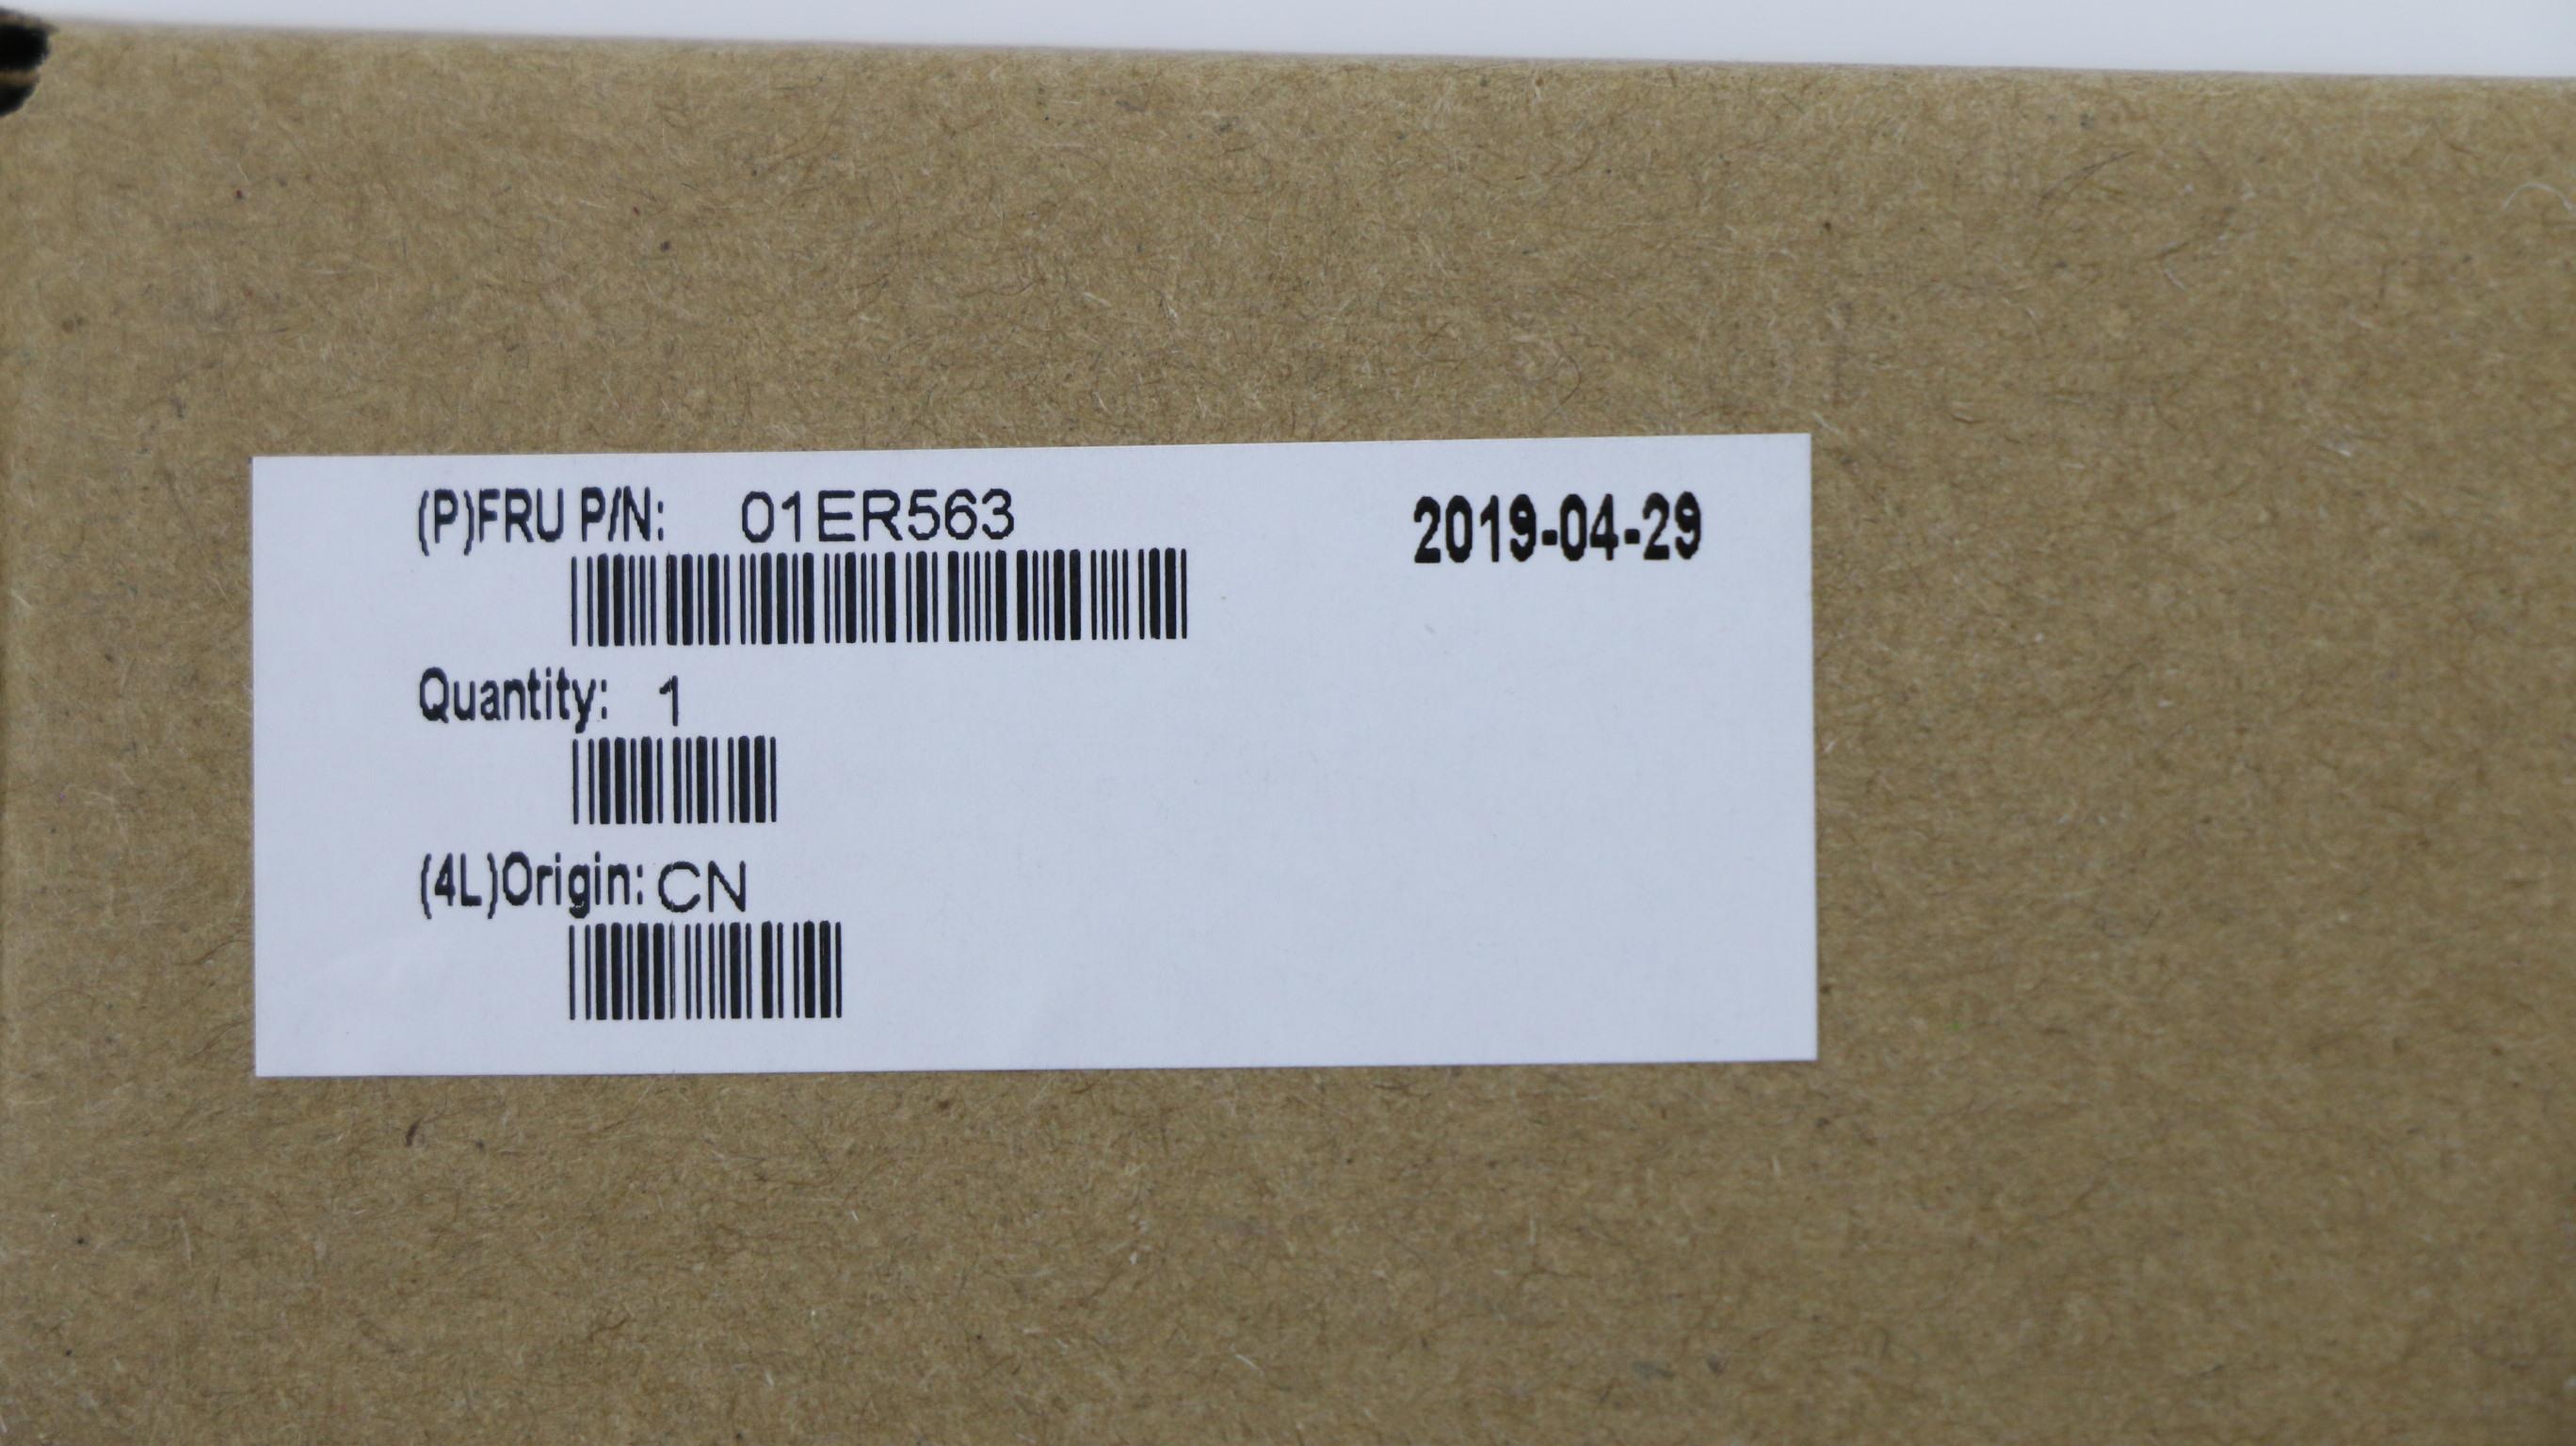 (P)FRU P/N: 01ER563 2019-04-29
Quantity: 1
(4L)Origin: CN